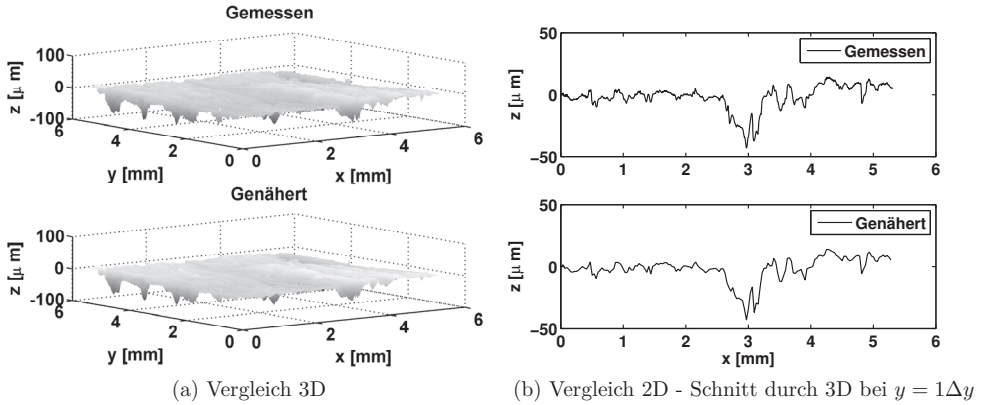 Gemessen
100
0
-100
z [μ m]
6
4
2
0
y [mm]
0
2
4
6
x [mm]
Genähert
100
0
-100
z [μ m]
6
4
2
0
y [mm]
0
2
4
6
x [mm]
(a) Vergleich 3D
50
0
−50
z [μ m]
Gemessen
0 1 2 3 4 5 6
50
0
−50
z [μ m]
Genähert
0 1 2 3 4 5 6
x [mm]
(b) Vergleich 2D - Schnitt durch 3D bei y = 1Δy